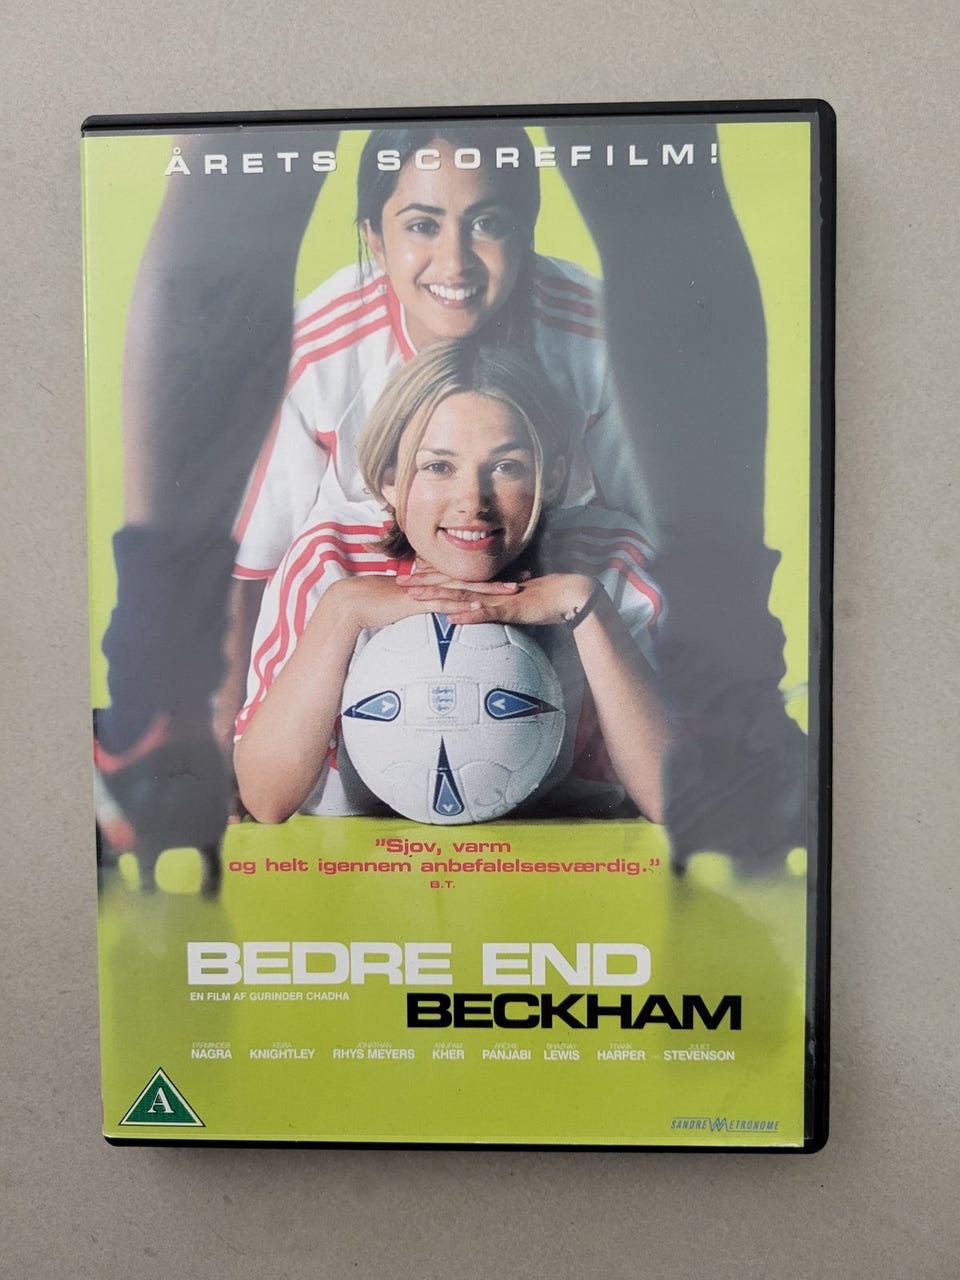 ÅRETS SCOREFILM!
"Sjov, varm
og helt igennem anbefalelsesværdig."
B.T.
BEDRE END
EN FILM AF GURINDER CHADHA
BECKHAM
PARMINDER NAGRA KEIRA KNIGHTLEY JONATHAN RHYS MEYERS ANUPAM KHER ARCHIE PANJABI SHAZNAY LEWIS FRANK HARPER JULIET STEVENSON
A
SANDREW METRONOME